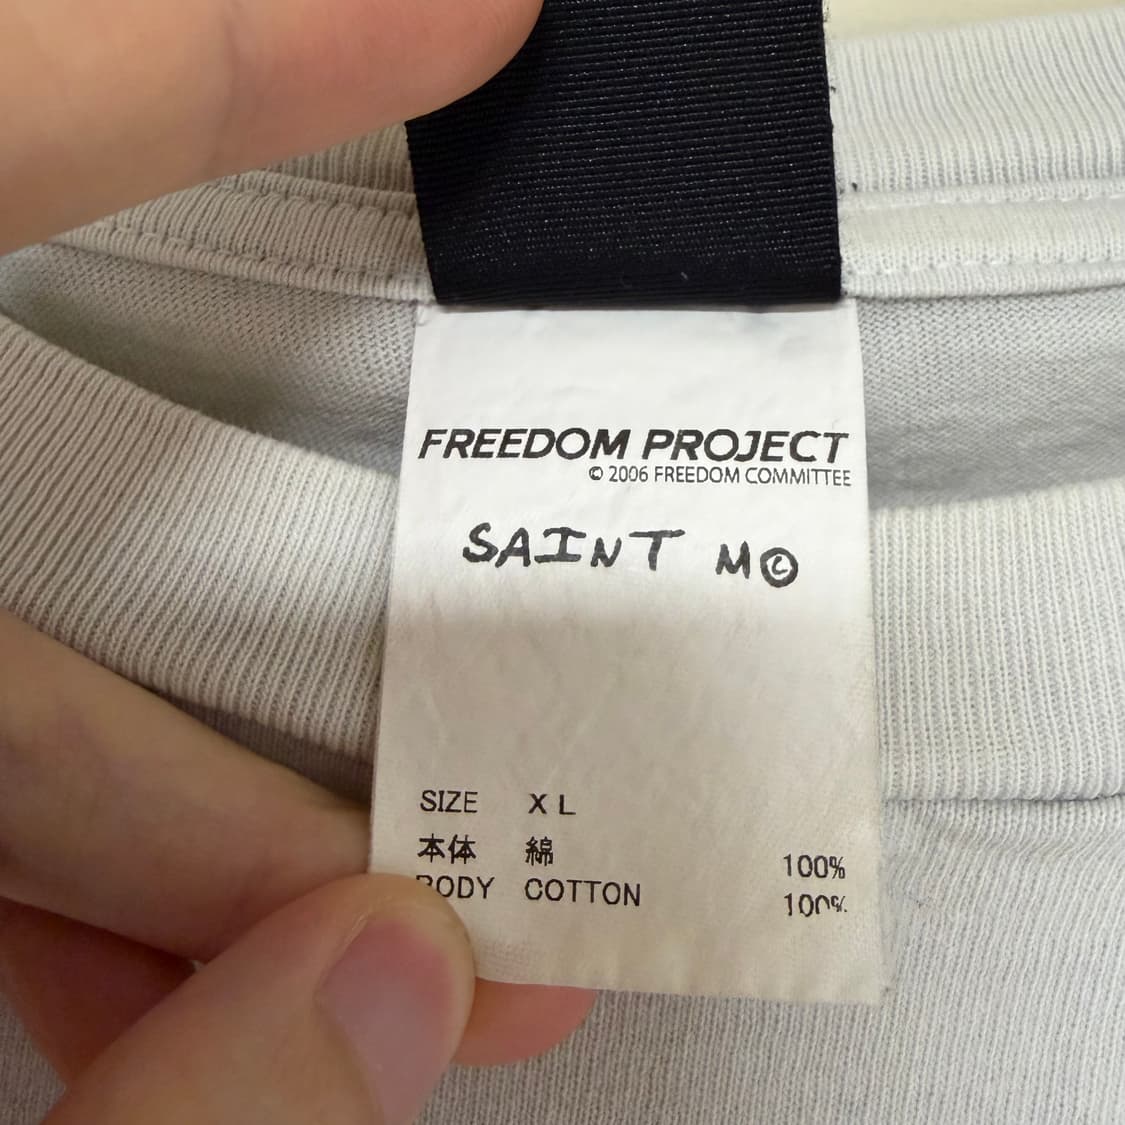 FREEDOM PROJECT
© 2006 FREEDOM COMMITTEE
SAINT M©
SIZE XL
本体 綿 100%
BODY COTTON 100%